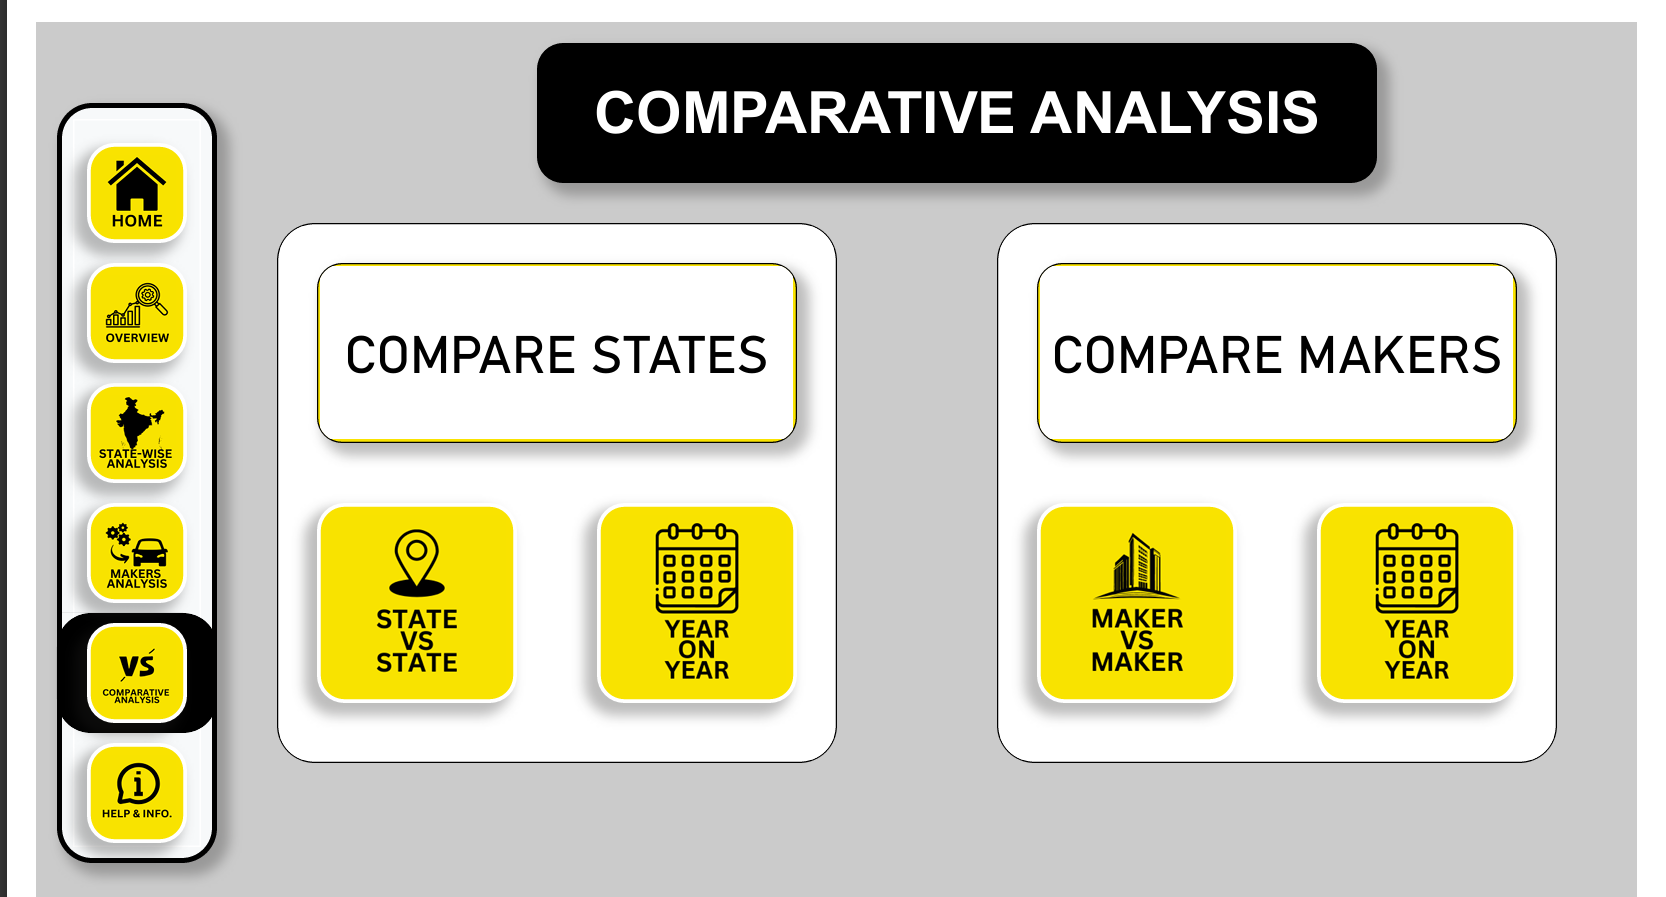 COMPARATIVE ANALYSIS
HOME
OVERVIEW
STATE-WISE
ANALYSIS
MAKERS
ANALYSIS
VS
COMPARATIVE
ANALYSIS
i
HELP & INFO.
COMPARE STATES
STATE
VS
STATE
YEAR
ON
YEAR
COMPARE MAKERS
MAKER
VS
MAKER
YEAR
ON
YEAR